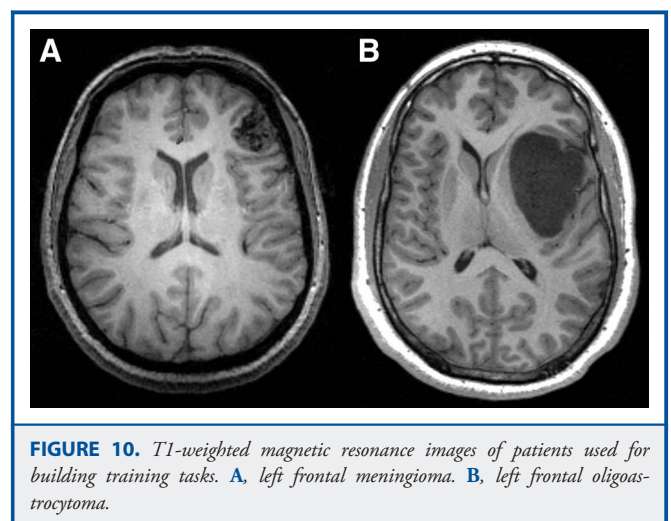 A B
FIGURE 10. T1-weighted magnetic resonance images of patients used for
building training tasks. A, left frontal meningioma. B, left frontal oligoas-
trocytoma.